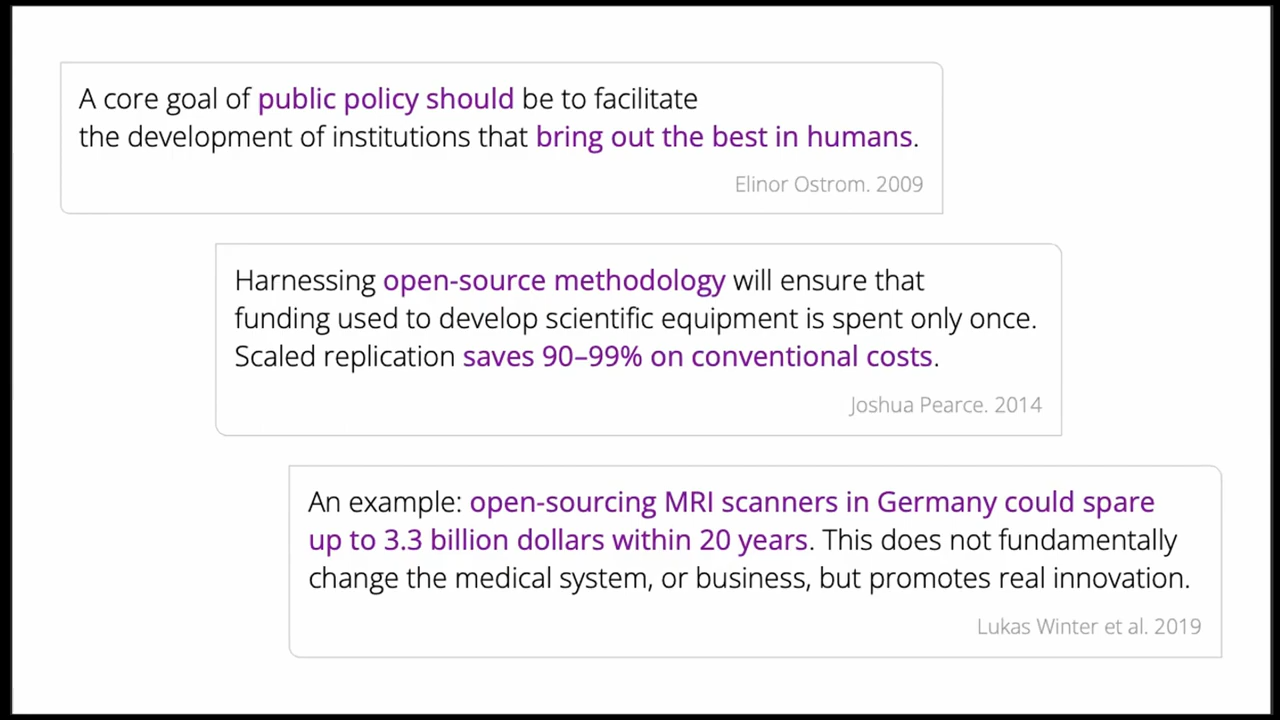 A core goal of public policy should be to facilitate
the development of institutions that bring out the best in humans.
Elinor Ostrom. 2009
Harnessing open-source methodology will ensure that
funding used to develop scientific equipment is spent only once.
Scaled replication saves 90–99% on conventional costs.
Joshua Pearce. 2014
An example: open-sourcing MRI scanners in Germany could spare
up to 3.3 billion dollars within 20 years. This does not fundamentally
change the medical system, or business, but promotes real innovation.
Lukas Winter et al. 2019